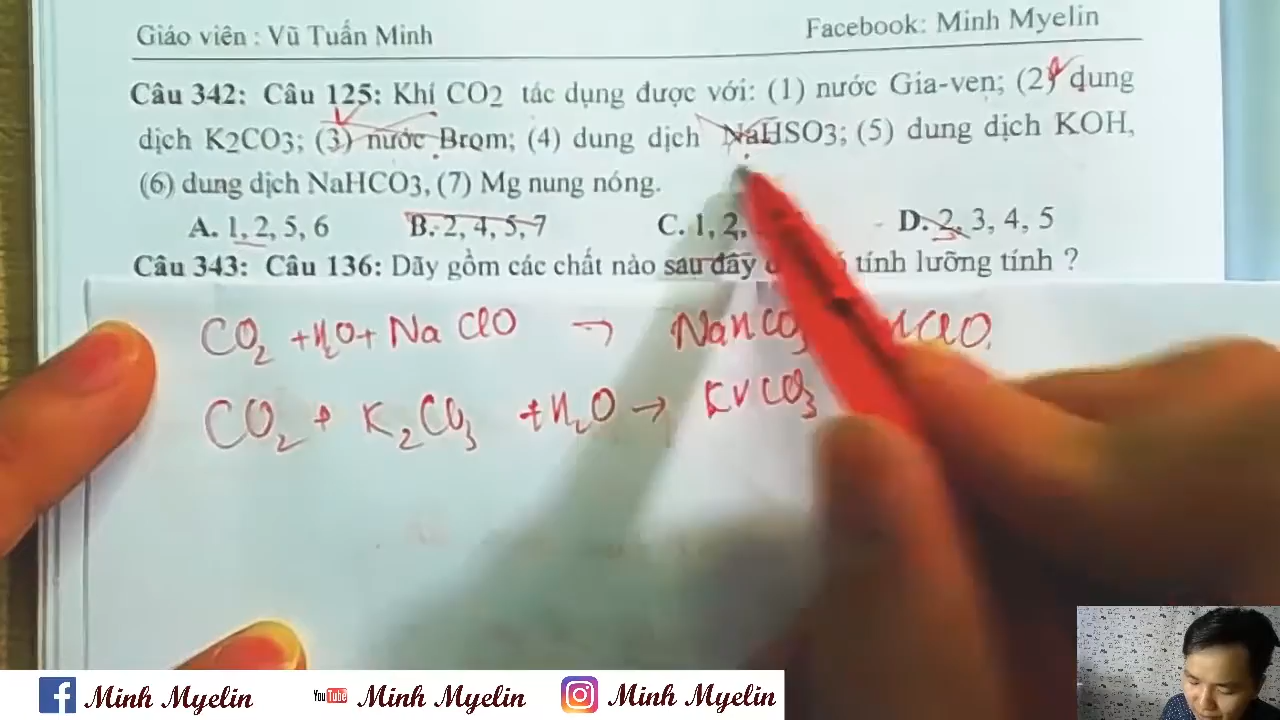 Giáo viên : Vũ Tuấn Minh
Facebook: Minh Myelin
Câu 342: Câu 125: Khí CO2 tác dụng được với: (1) nước Gia-ven; (2) dung
dịch K2CO3; (3) nước Brom; (4) dung dịch NaHSO3; (5) dung dịch KOH,
(6) dung dịch NaHCO3, (7) Mg nung nóng.
A. 1, 2, 5, 6 B. 2, 4, 5, 7 C. 1, 2, D. 2, 3, 4, 5
Câu 343: Câu 136: Dãy gồm các chất nào sau đây tính lưỡng tính ?
CO2 + H2O + NaClO → NaHCO3 HClO.
CO2 + K2CO3 + H2O →
Minh Myelin
YouTube Minh Myelin
Minh Myelin